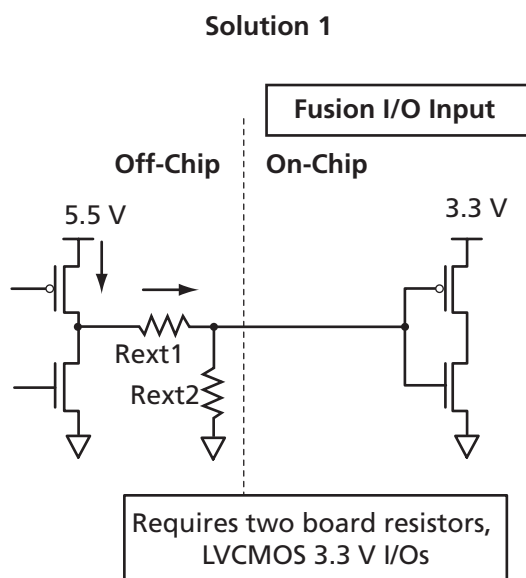 Solution 1
Fusion I/O Input
Off-Chip
On-Chip
5.5 V
3.3 V
Rext1
Rext2
Requires two board resistors,
LVCMOS 3.3 V I/Os